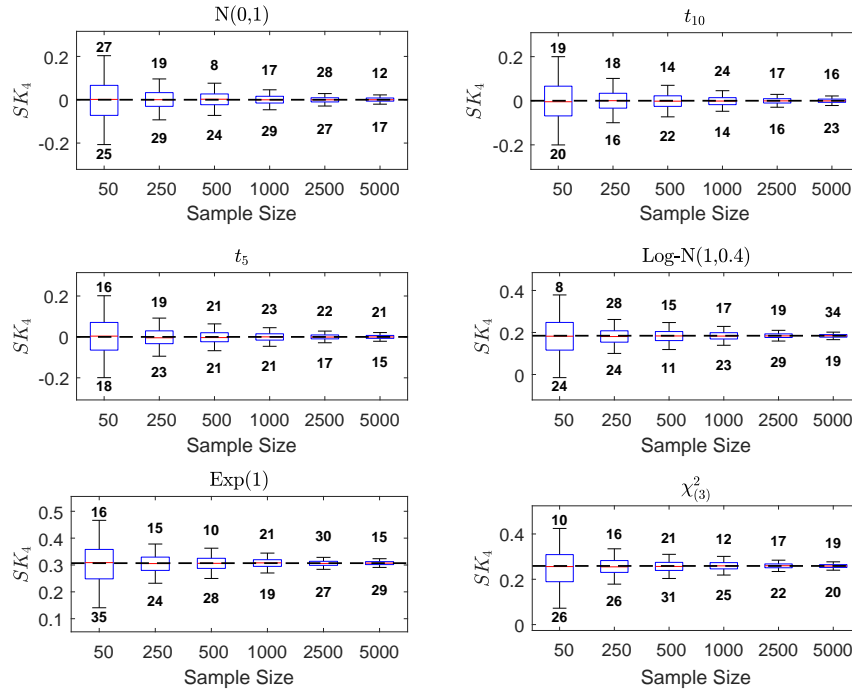 N(0,1)
27 19 8 17 28 12
0.2
0
-0.2
SK4
25 29 24 29 27 17
50 250 500 1000 2500 5000
Sample Size
t10
19 18 14 24 17 16
0.2
0
-0.2
SK4
20 16 22 14 16 23
50 250 500 1000 2500 5000
Sample Size
t5
16 19 21 23 22 21
0.2
0
-0.2
SK4
18 23 21 21 17 15
50 250 500 1000 2500 5000
Sample Size
Log-N(1,0.4)
8 28 15 17 19 34
0.4
0.2
0
SK4
24 24 11 23 29 19
50 250 500 1000 2500 5000
Sample Size
Exp(1)
16 15 10 21 30 15
0.5
0.4
0.3
0.2
0.1
SK4
35 24 28 19 27 29
50 250 500 1000 2500 5000
Sample Size
χ²(3)
10 16 21 12 17 19
0.4
0.2
0
SK4
26 26 31 25 22 20
50 250 500 1000 2500 5000
Sample Size